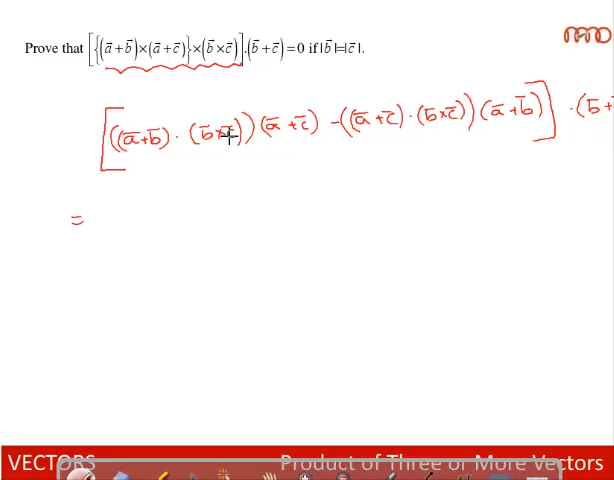 Prove that [{(a⃗+b⃗)×(a⃗+c⃗)}×(b⃗×c⃗)].(b⃗+c⃗)=0 if |b⃗|=|c⃗|.
[((a̅+b̅)·(b̅×c̅))(a̅+c̅) -((a̅+c̅)·(b̅×c̅))(a̅+b̅)] ·(b̅+
=
VECTORS Product of Three or More Vectors